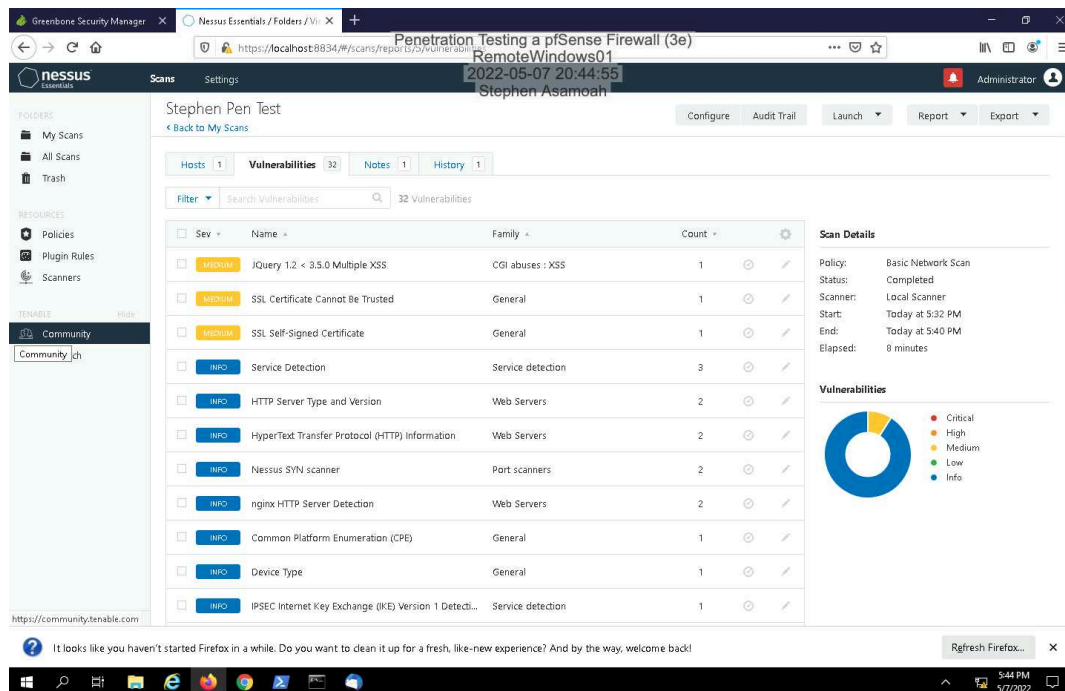 Greenbone Security Manager
Nessus Essentials / Folders / Vi
https://localhost:8834/#/scans/reports/5/vulnerabilities
Penetration Testing a pfSense Firewall (3e)
RemoteWindows01
2022-05-07 20:44:55
Stephen Asamoah
nessus
Essentials
Scans
Settings
Administrator
FOLDERS
My Scans
All Scans
Trash
RESOURCES
Policies
Plugin Rules
Scanners
TENABLE
Hide
Community
Community
ch
Stephen Pen Test
Back to My Scans
Configure
Audit Trail
Launch
Report
Export
Hosts 1
Vulnerabilities 32
Notes 1
History 1
Filter
Search Vulnerabilities
32 Vulnerabilities
Sev Name Family Count
MEDIUM JQuery 1.2 < 3.5.0 Multiple XSS CGI abuses : XSS 1
MEDIUM SSL Certificate Cannot Be Trusted General 1
MEDIUM SSL Self-Signed Certificate General 1
INFO Service Detection Service detection 3
INFO HTTP Server Type and Version Web Servers 2
INFO HyperText Transfer Protocol (HTTP) Information Web Servers 2
INFO Nessus SYN scanner Port scanners 2
INFO nginx HTTP Server Detection Web Servers 2
INFO Common Platform Enumeration (CPE) General 1
INFO Device Type General 1
INFO IPSEC Internet Key Exchange (IKE) Version 1 Detecti... Service detection 1
Scan Details
Policy: Basic Network Scan
Status: Completed
Scanner: Local Scanner
Start: Today at 5:32 PM
End: Today at 5:40 PM
Elapsed: 8 minutes
Vulnerabilities
Critical
High
Medium
Low
Info
https://community.tenable.com
It looks like you haven't started Firefox in a while. Do you want to clean it up for a fresh, like-new experience? And by the way, welcome back!
Refresh Firefox...
5:44 PM
5/7/2022